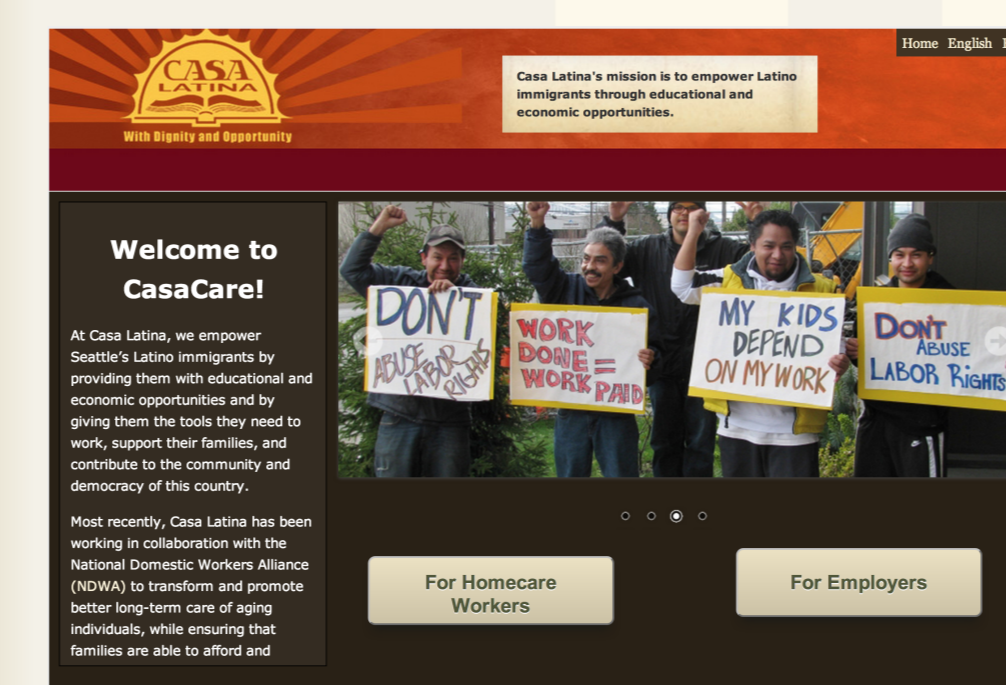 CASA
LATINA
With Dignity and Opportunity
Casa Latina's mission is to empower Latino
immigrants through educational and
economic opportunities.
Home English
Welcome to
CasaCare!
At Casa Latina, we empower
Seattle’s Latino immigrants by
providing them with educational and
economic opportunities and by
giving them the tools they need to
work, support their families, and
contribute to the community and
democracy of this country.
Most recently, Casa Latina has been
working in collaboration with the
National Domestic Workers Alliance
(NDWA) to transform and promote
better long-term care of aging
individuals, while ensuring that
families are able to afford and
DON'T
ABUSE
LABOR
RIGHTS
WORK
DONE =
WORK PAID
MY KIDS
DEPEND
ON MY WORK
DON'T
ABUSE
LABOR RIGHTS
For Homecare
Workers
For Employers